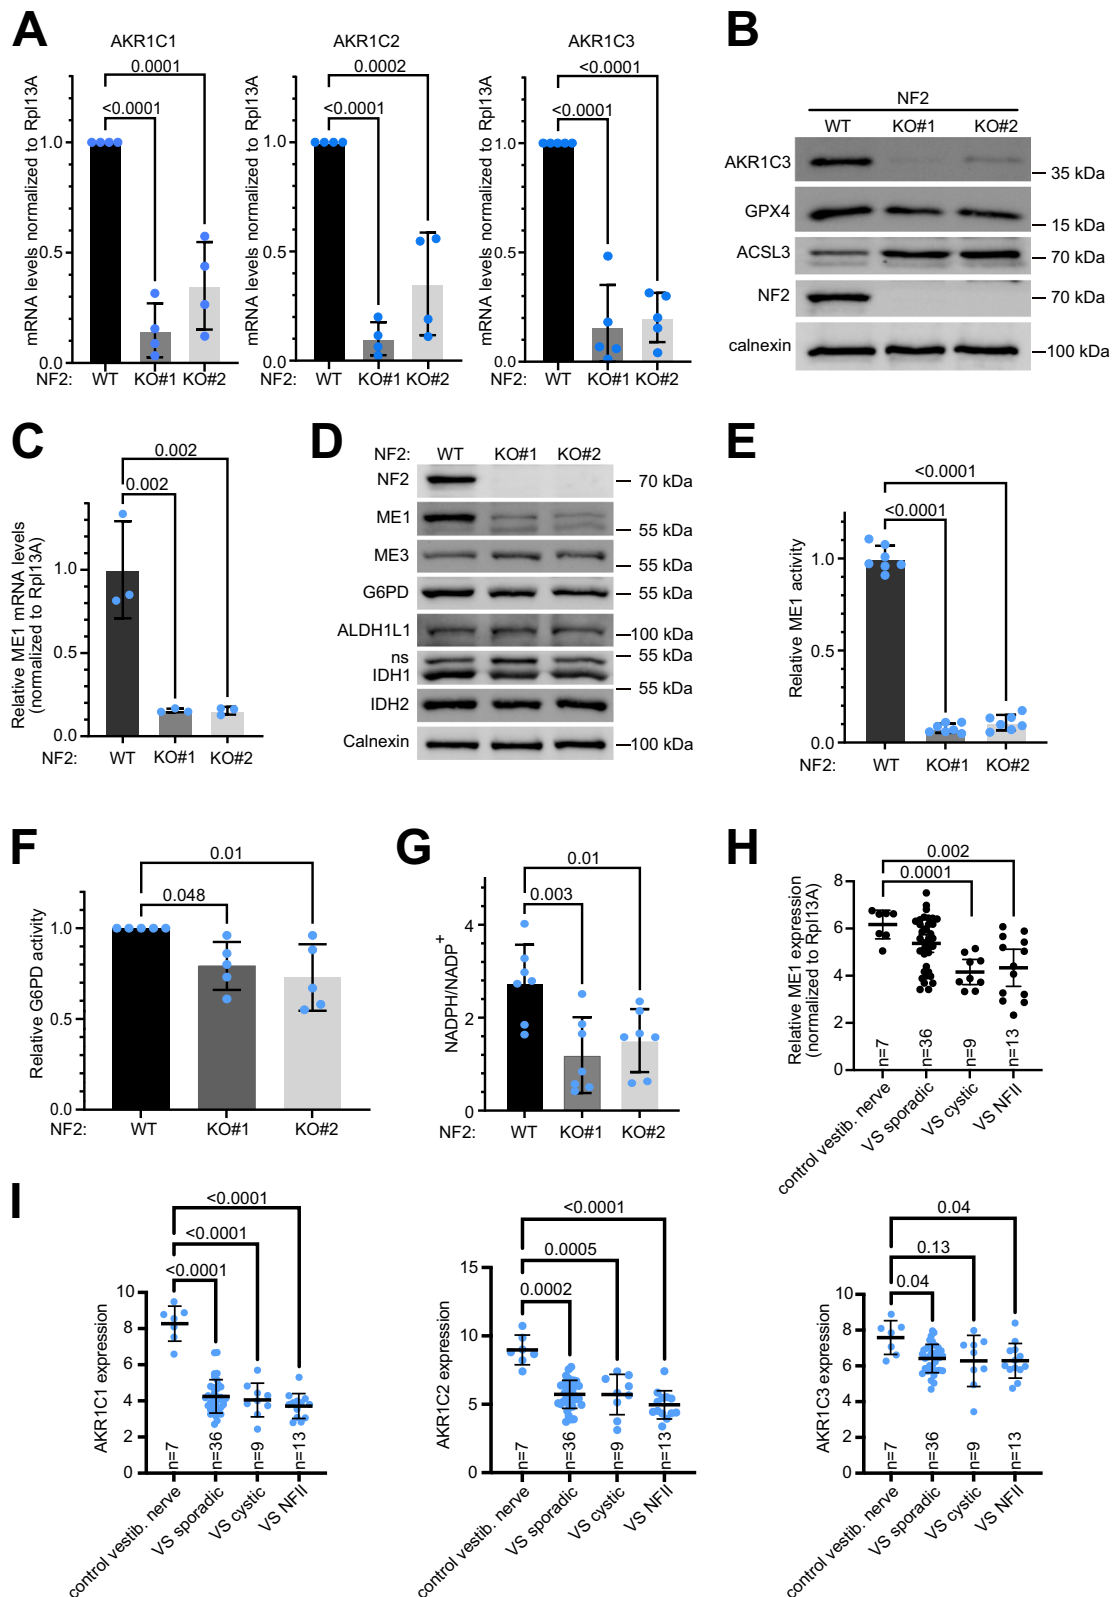 A
AKR1C1
mRNA levels normalized to Rpl13A
0.0001
<0.0001
1.0
0.5
0.0
NF2: WT KO#1 KO#2
AKR1C2
mRNA levels normalized to Rpl13A
0.0002
<0.0001
1.0
0.5
0.0
WT KO#1 KO#2
AKR1C3
mRNA levels normalized to Rpl13A
<0.0001
<0.0001
1.0
0.5
0.0
NF2: WT KO#1 KO#2
B
NF2
WT KO#1 KO#2
AKR1C3 35 kDa
GPX4 15 kDa
ACSL3 70 kDa
NF2 70 kDa
calnexin 100 kDa
C
Relative ME1 mRNA levels
(normalized to Rpl13A)
0.002
0.002
1.0
0.5
0.0
NF2: WT KO#1 KO#2
D
NF2: WT KO#1 KO#2
NF2 70 kDa
ME1 55 kDa
ME3 55 kDa
G6PD 55 kDa
ALDH1L1 100 kDa
ns 55 kDa
IDH1 55 kDa
IDH2
Calnexin 100 kDa
E
Relative ME1 activity
<0.0001
<0.0001
1.0
0.5
0.0
NF2: WT KO#1 KO#2
F
Relative G6PD activity
0.01
0.048
1.0
0.5
0.0
NF2: WT KO#1 KO#2
G
NADPH/NADP+
0.01
0.003
4
2
0
NF2: WT KO#1 KO#2
H
Relative ME1 expression
(normalized to Rpl13A)
0.002
0.0001
8
6
4
2
0
n=7 n=36 n=9 n=13
control vestib. nerve
VS sporadic
VS cystic
VS NFII
I
AKR1C1 expression
<0.0001
<0.0001
<0.0001
10
8
6
4
2
0
n=7 n=36 n=9 n=13
control vestib. nerve
VS sporadic
VS cystic
VS NFII
AKR1C2 expression
<0.0001
0.0005
0.0002
15
10
5
0
n=7 n=36 n=9 n=13
control vestib. nerve
VS sporadic
VS cystic
VS NFII
AKR1C3 expression
0.04
0.13
0.04
10
8
6
4
2
0
n=7 n=36 n=9 n=13
control vestib. nerve
VS sporadic
VS cystic
VS NFII